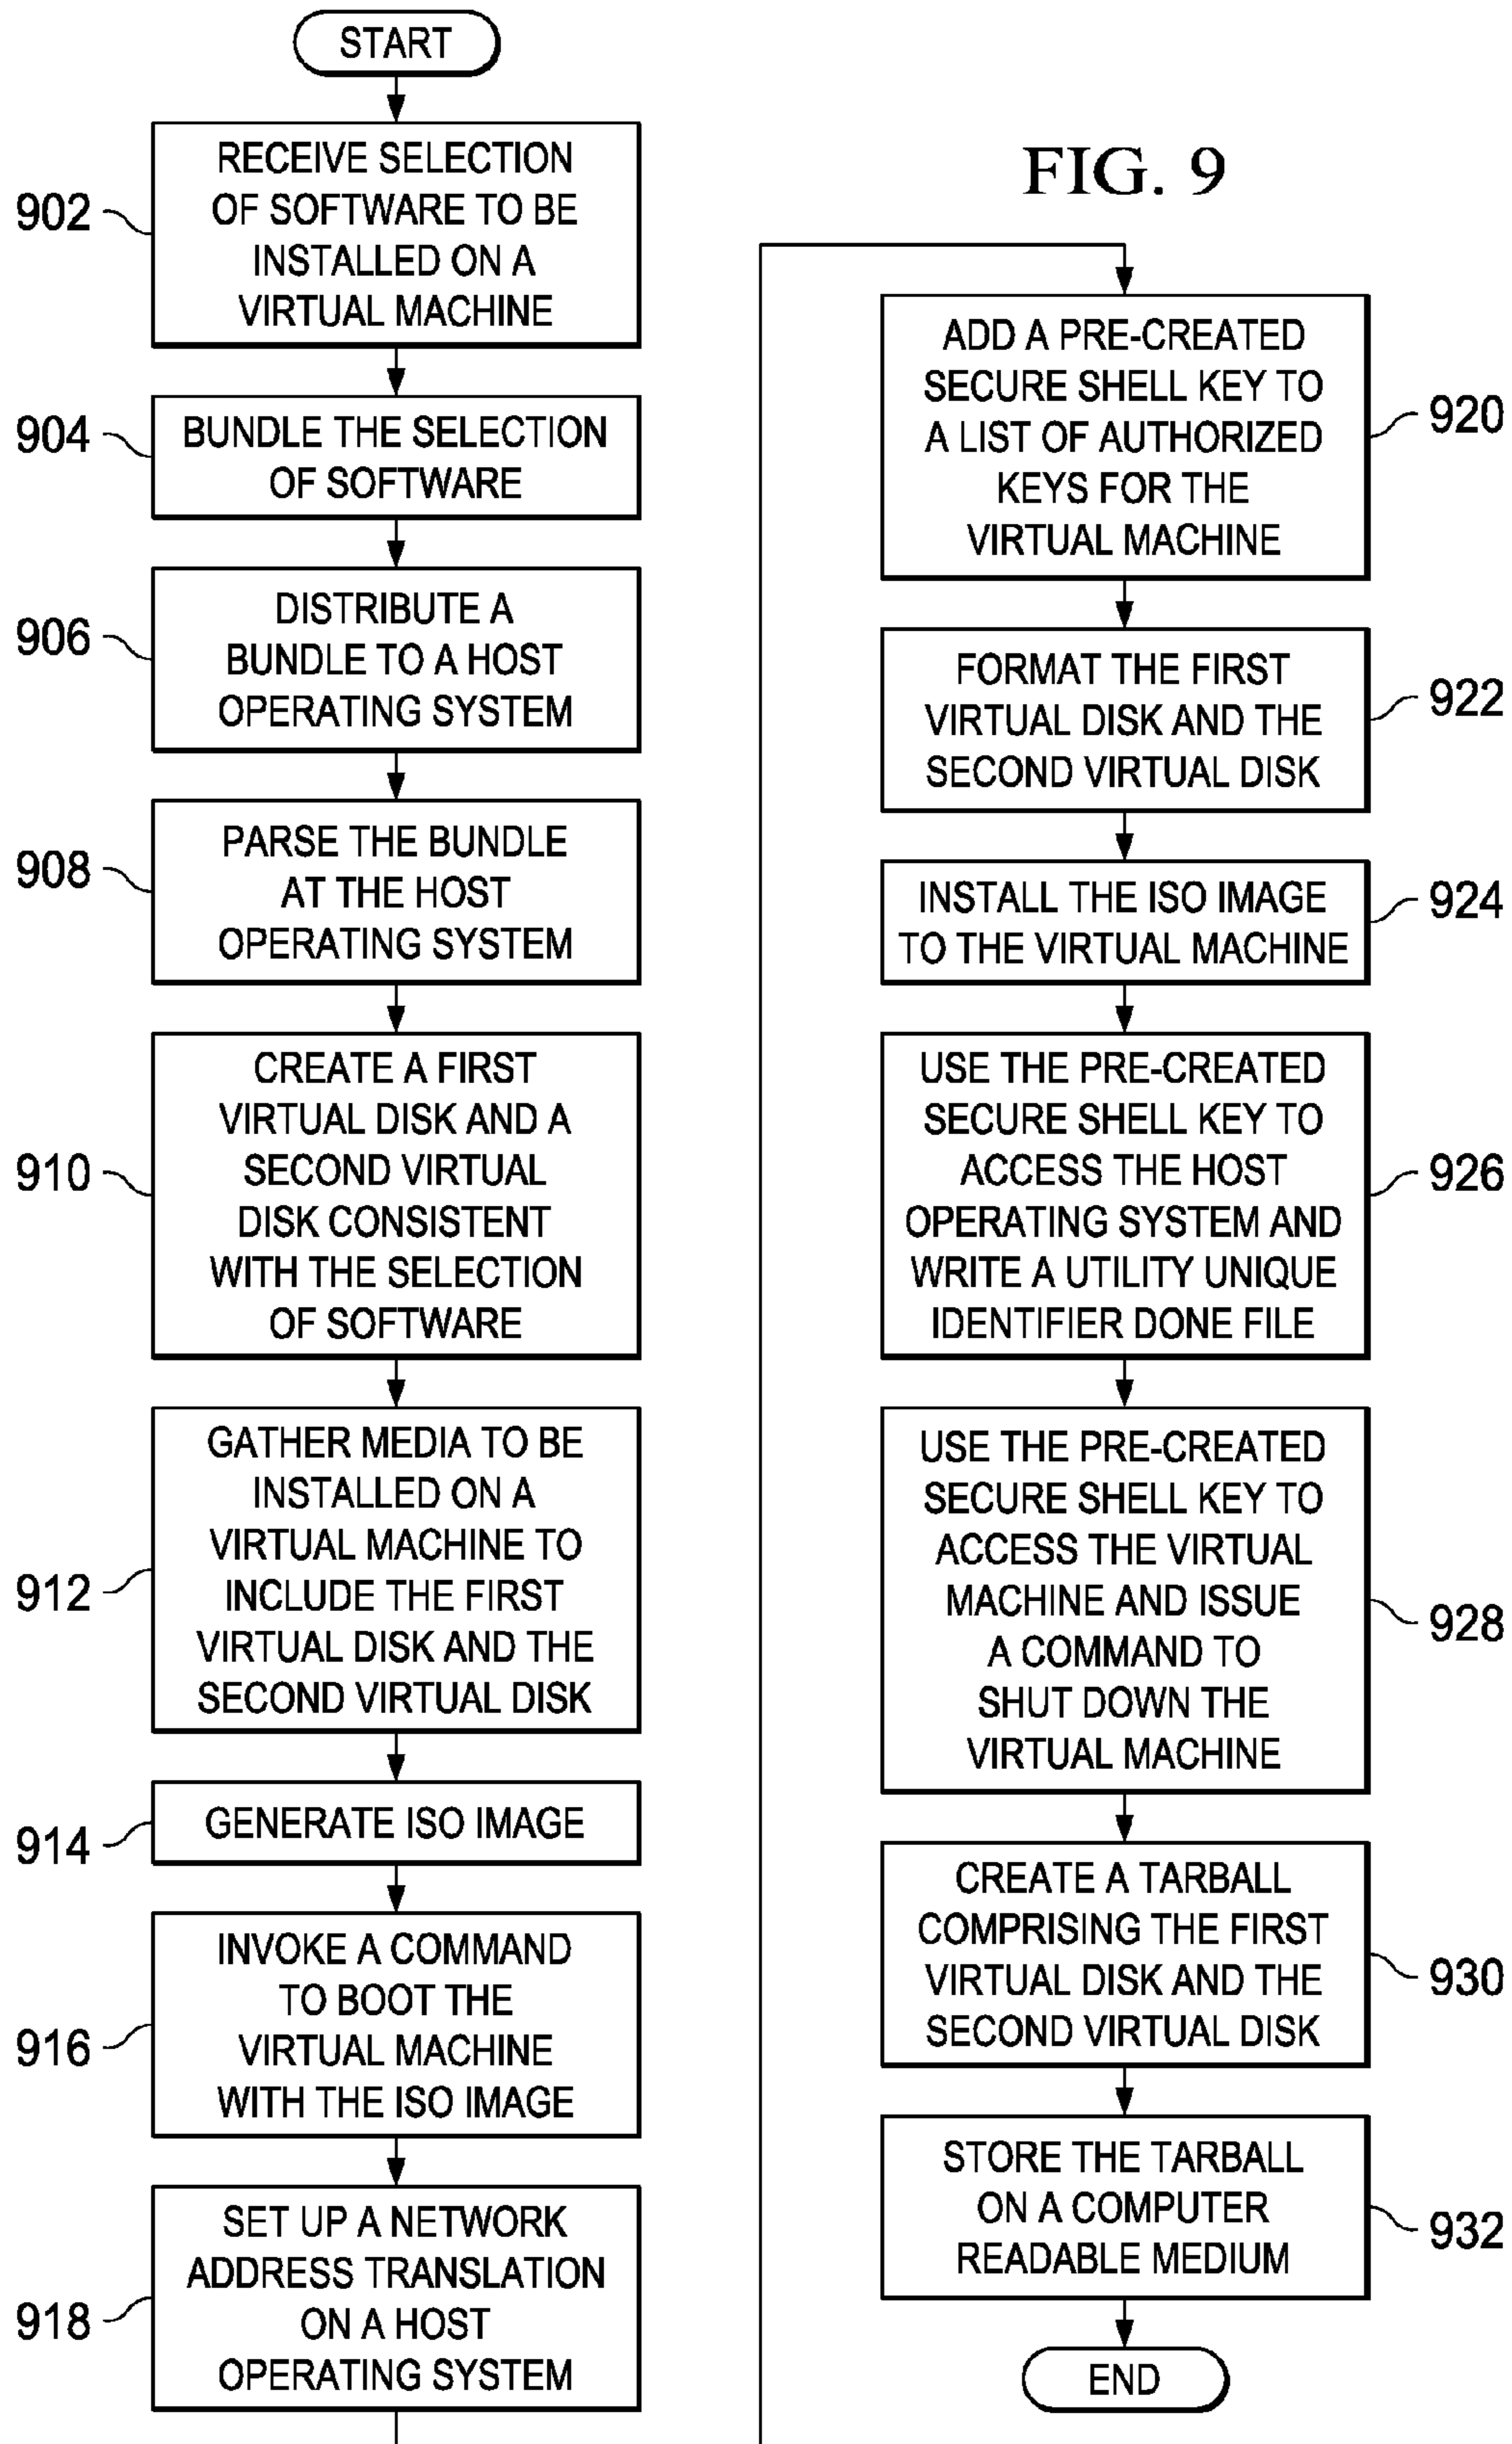 START
902
RECEIVE SELECTION
OF SOFTWARE TO BE
INSTALLED ON A
VIRTUAL MACHINE
904
BUNDLE THE SELECTION
OF SOFTWARE
906
DISTRIBUTE A
BUNDLE TO A HOST
OPERATING SYSTEM
908
PARSE THE BUNDLE
AT THE HOST
OPERATING SYSTEM
910
CREATE A FIRST
VIRTUAL DISK AND A
SECOND VIRTUAL
DISK CONSISTENT
WITH THE SELECTION
OF SOFTWARE
912
GATHER MEDIA TO BE
INSTALLED ON A
VIRTUAL MACHINE TO
INCLUDE THE FIRST
VIRTUAL DISK AND THE
SECOND VIRTUAL DISK
914
GENERATE ISO IMAGE
916
INVOKE A COMMAND
TO BOOT THE
VIRTUAL MACHINE
WITH THE ISO IMAGE
918
SET UP A NETWORK
ADDRESS TRANSLATION
ON A HOST
OPERATING SYSTEM
FIG. 9
ADD A PRE-CREATED
SECURE SHELL KEY TO
A LIST OF AUTHORIZED
KEYS FOR THE
VIRTUAL MACHINE
920
FORMAT THE FIRST
VIRTUAL DISK AND THE
SECOND VIRTUAL DISK
922
INSTALL THE ISO IMAGE
TO THE VIRTUAL MACHINE
924
USE THE PRE-CREATED
SECURE SHELL KEY TO
ACCESS THE HOST
OPERATING SYSTEM AND
WRITE A UTILITY UNIQUE
IDENTIFIER DONE FILE
926
USE THE PRE-CREATED
SECURE SHELL KEY TO
ACCESS THE VIRTUAL
MACHINE AND ISSUE
A COMMAND TO
SHUT DOWN THE
VIRTUAL MACHINE
928
CREATE A TARBALL
COMPRISING THE FIRST
VIRTUAL DISK AND THE
SECOND VIRTUAL DISK
930
STORE THE TARBALL
ON A COMPUTER
READABLE MEDIUM
932
END